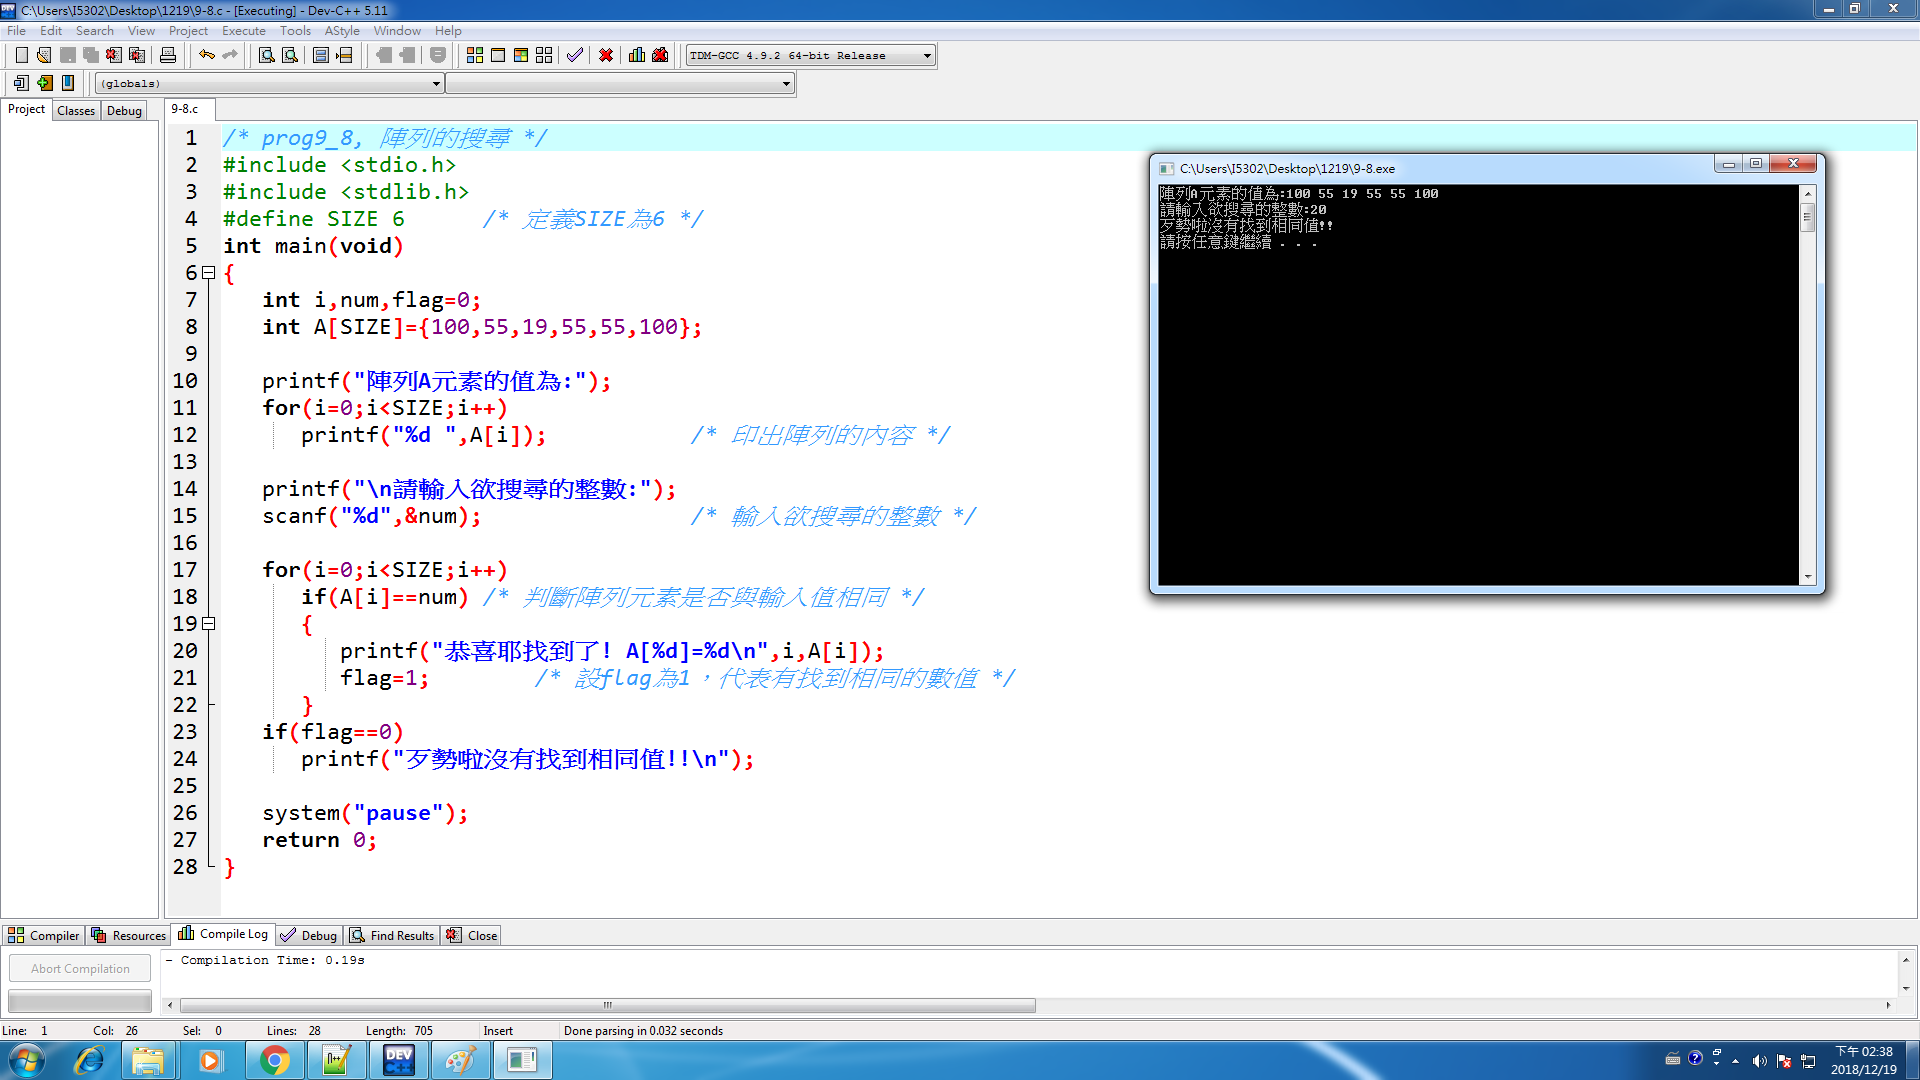 C:\Users\I5302\Desktop\1219\9-8.c - [Executing] - Dev-C++ 5.11
File Edit Search View Project Execute Tools AStyle Window Help
TDM-GCC 4.9.2 64-bit Release
(globals)
Project Classes Debug
9-8.c
1 /* prog9_8, 陣列的搜尋 */
2 #include <stdio.h>
3 #include <stdlib.h>
4 #define SIZE 6 /* 定義SIZE為6 */
5 int main(void)
6 {
7 int i,num,flag=0;
8 int A[SIZE]={100,55,19,55,55,100};
9
10 printf("陣列A元素的值為:");
11 for(i=0;i<SIZE;i++)
12 printf("%d ",A[i]); /* 印出陣列的內容 */
13
14 printf("\n請輸入欲搜尋的整數:");
15 scanf("%d",&num); /* 輸入欲搜尋的整數 */
16
17 for(i=0;i<SIZE;i++)
18 if(A[i]==num) /* 判斷陣列元素是否與輸入值相同 */
19 {
20 printf("恭喜耶找到了! A[%d]=%d\n",i,A[i]);
21 flag=1; /* 設flag為1，代表有找到相同的數值 */
22 }
23 if(flag==0)
24 printf("歹勢啦沒有找到相同值!!\n");
25
26 system("pause");
27 return 0;
28 }
C:\Users\I5302\Desktop\1219\9-8.exe
陣列A元素的值為:100 55 19 55 55 100
請輸入欲搜尋的整數:20
歹勢啦沒有找到相同值!!
請按任意鍵繼續 . . .
Compiler Resources Compile Log Debug Find Results Close
Abort Compilation
- Compilation Time: 0.19s
Line: 1 Col: 26 Sel: 0 Lines: 28 Length: 705 Insert Done parsing in 0.032 seconds
DEV C++
下午 02:38
2018/12/19